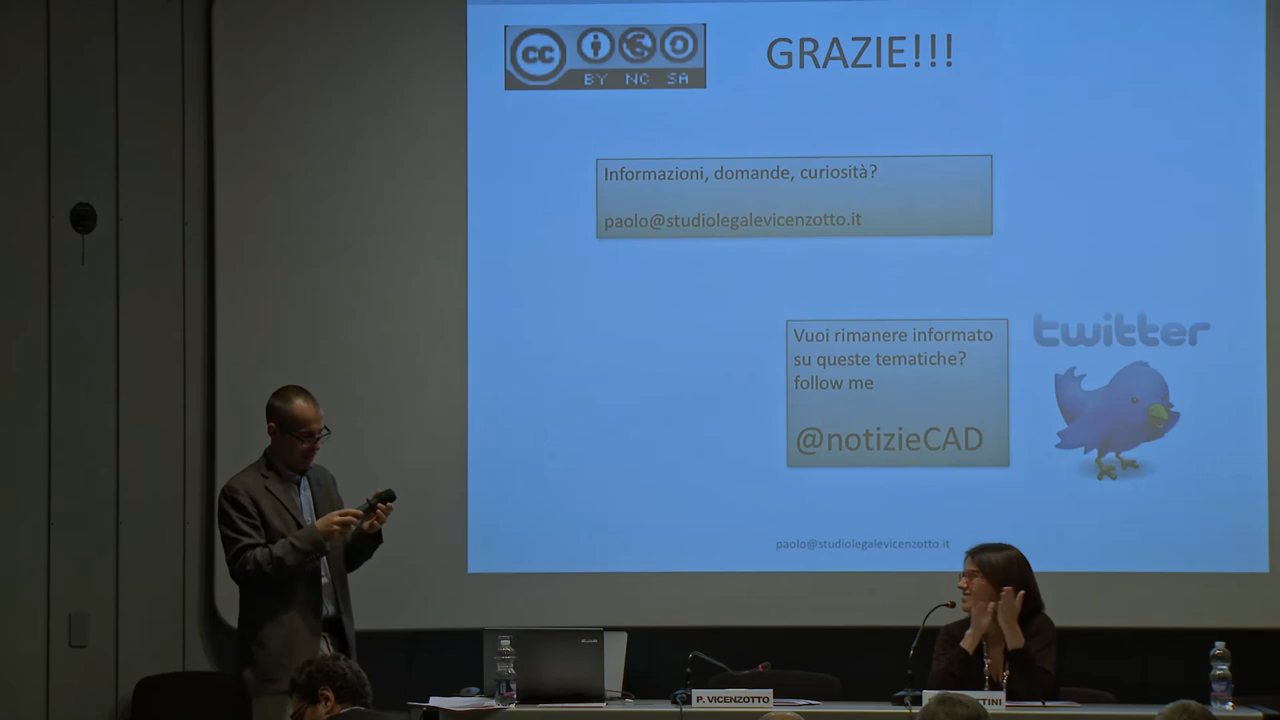 cc
BY NC SA
GRAZIE!!!
Informazioni, domande, curiosità?
paolo@studiolegalevicenzotto.it
Vuoi rimanere informato
su queste tematiche?
follow me
@notizieCAD
twitter
paolo@studiolegalevicenzotto.it
P. VICENZOTTO